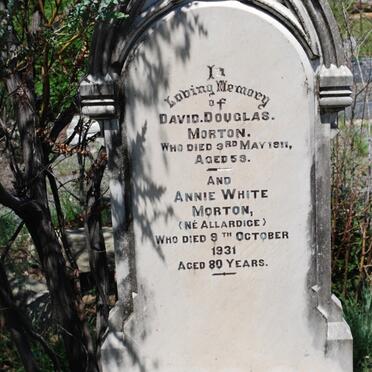 In
Loving Memory
of
DAVID.DOUGLAS.
MORTON.
WHO DIED 3RD MAY 1911,
AGED 59.
AND
ANNIE WHITE
MORTON,
(NÉ ALLARDICE)
WHO DIED 9TH OCTOBER
1931
AGED 80 YEARS.